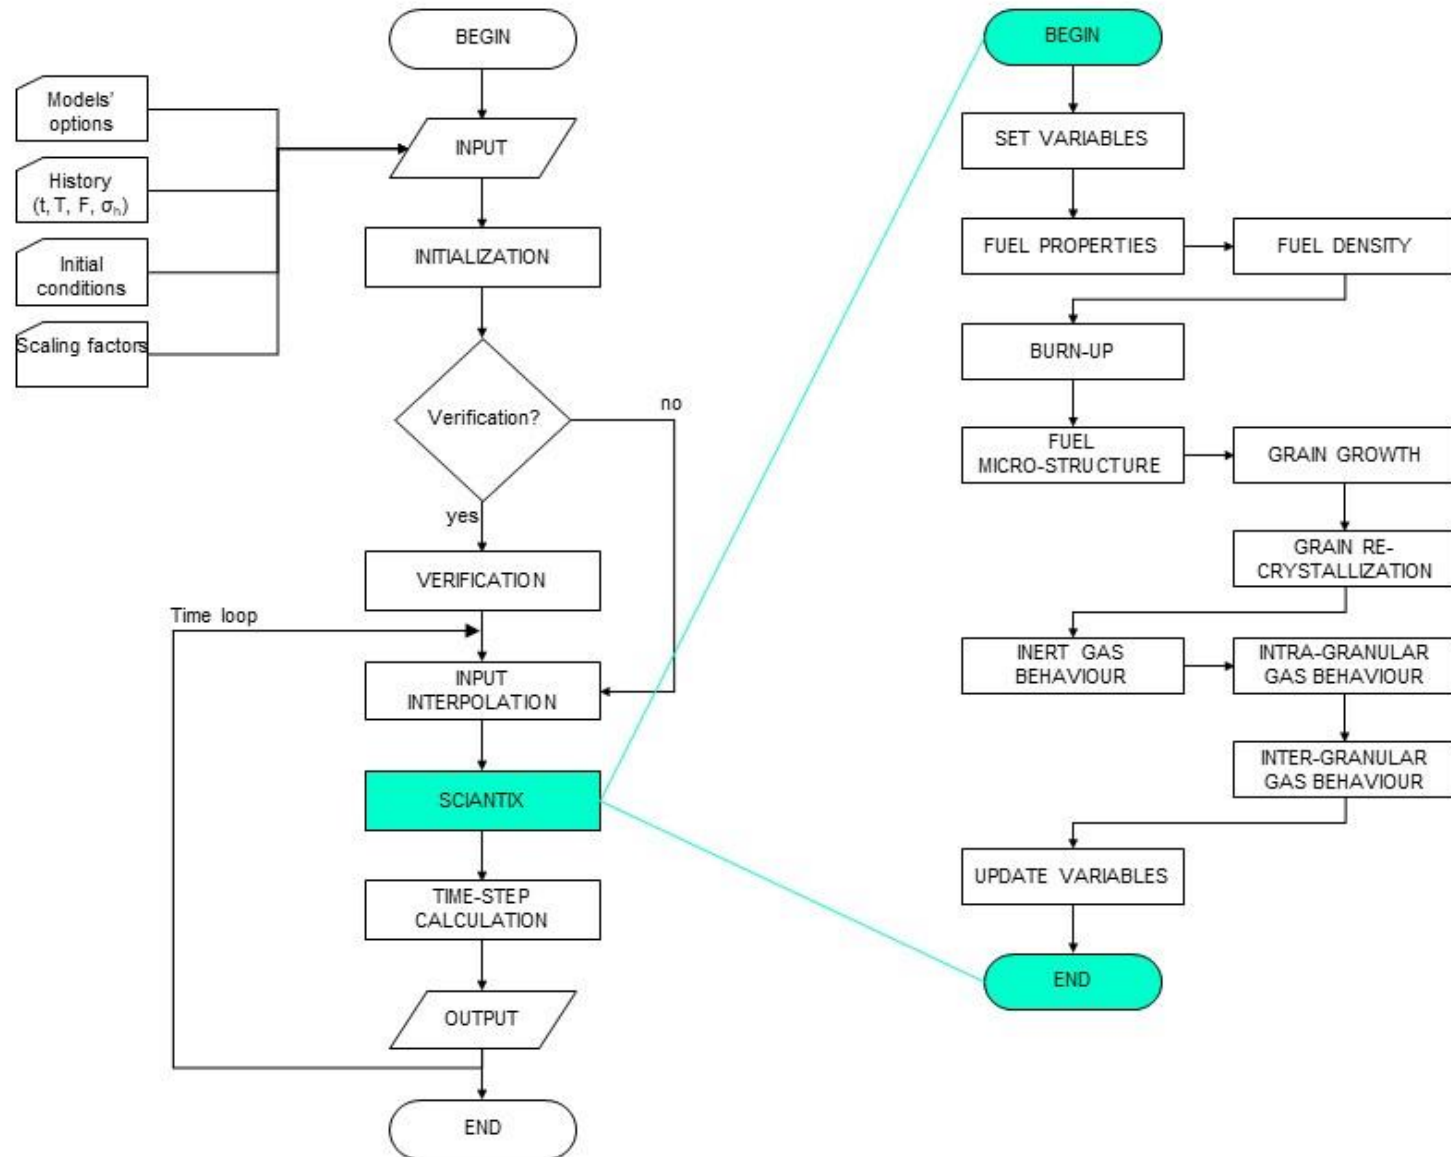 BEGIN
Models'
options
History
(t, T, F, σₕ)
Initial
conditions
Scaling factors
INPUT
INITIALIZATION
Verification?
no
yes
VERIFICATION
Time loop
INPUT
INTERPOLATION
SCIANTIX
TIME-STEP
CALCULATION
OUTPUT
END
BEGIN
SET VARIABLES
FUEL PROPERTIES
FUEL DENSITY
BURN-UP
FUEL
MICRO-STRUCTURE
GRAIN GROWTH
GRAIN RE-
CRYSTALLIZATION
INERT GAS
BEHAVIOUR
INTRA-GRANULAR
GAS BEHAVIOUR
INTER-GRANULAR
GAS BEHAVIOUR
UPDATE VARIABLES
END